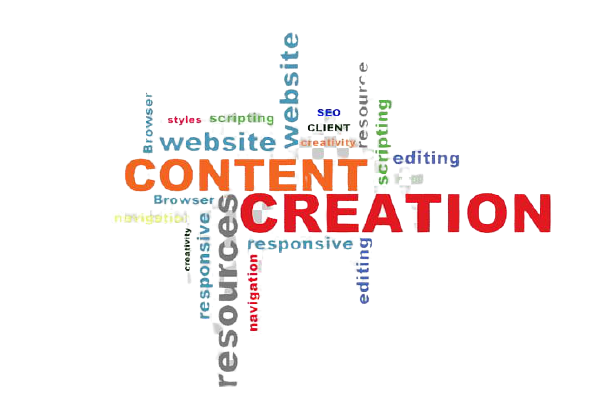 website
resource
Browser
styles
scripting
SEO
CLIENT
scripting
website
creativity
editing
CONTENT
Browser
CREATION
navigation
responsive
resources
creativity
responsive
editing
navigation